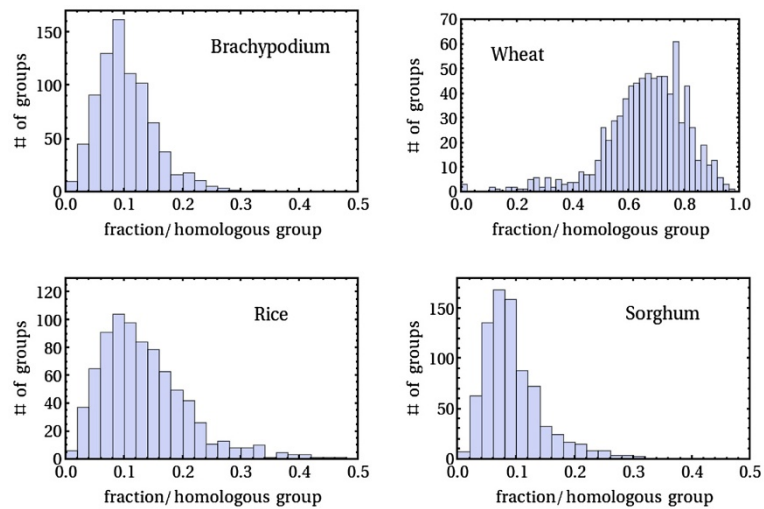 Brachypodium
# of groups
150
100
50
0
0.0 0.1 0.2 0.3 0.4 0.5
fraction/homologous group
Wheat
# of groups
70
60
50
40
30
20
10
0
0.0 0.2 0.4 0.6 0.8 1.0
fraction/homologous group
Rice
# of groups
120
100
80
60
40
20
0
0.0 0.1 0.2 0.3 0.4 0.5
fraction/homologous group
Sorghum
# of groups
150
100
50
0
0.0 0.1 0.2 0.3 0.4 0.5
fraction/homologous group